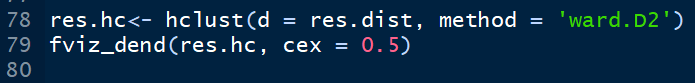 78 res.hc<- hclust(d = res.dist, method = 'ward.D2')
79 fviz_dend(res.hc, cex = 0.5)
80